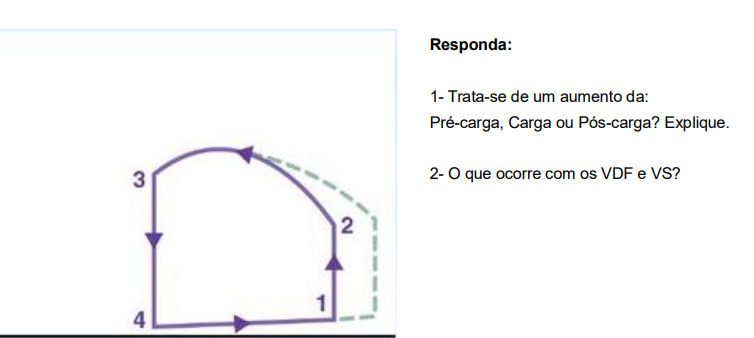 Responda:
1- Trata-se de um aumento da:
Pré-carga, Carga ou Pós-carga? Explique.
2- O que ocorre com os VDF e VS?
3
2
1
4